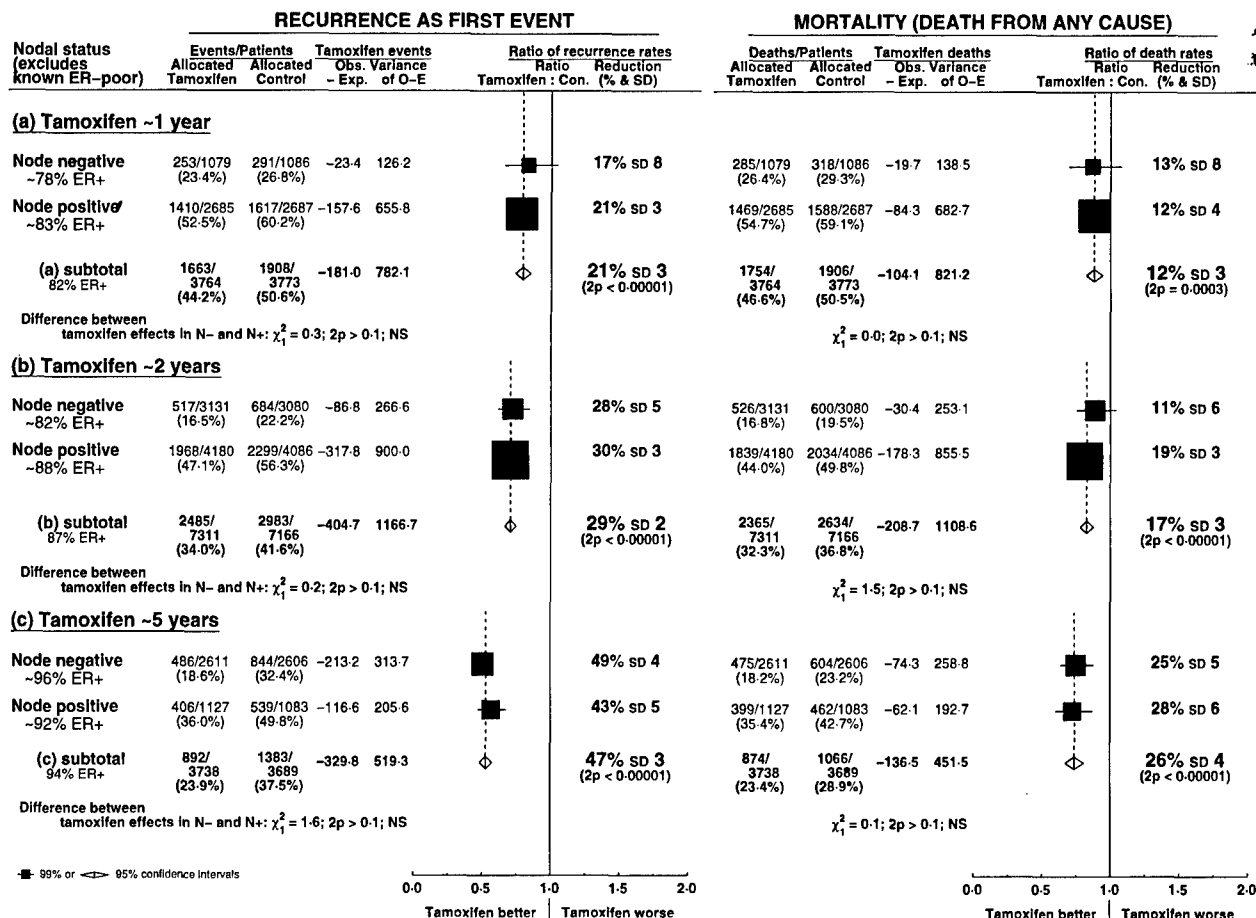 RECURRENCE AS FIRST EVENT MORTALITY (DEATH FROM ANY CAUSE)
Nodal status (excludes known ER–poor)
Events/Patients Tamoxifen events Ratio of recurrence rates Deaths/Patients Tamoxifen deaths Ratio of death rates
Allocated Allocated Obs. Variance Ratio Reduction Allocated Allocated Obs. Variance Ratio Reduction
Tamoxifen Control – Exp. of O–E Tamoxifen : Con. (% & SD) Tamoxifen Control – Exp. of O–E Tamoxifen : Con. (% & SD)
(a) Tamoxifen ~1 year
Node negative 253/1079 291/1086 –23·4 126·2 17% SD 8 285/1079 318/1086 –19·7 138·5 13% SD 8
~78% ER+ (23·4%) (26·8%) (26·4%) (29·3%)
Node positive 1410/2685 1617/2687 –157·6 655·8 21% SD 3 1469/2685 1588/2687 –84·3 682·7 12% SD 4
~83% ER+ (52·5%) (60·2%) (54·7%) (59·1%)
(a) subtotal 1663/ 1908/ –181·0 782·1 21% SD 3 1754/ 1906/ –104·1 821·2 12% SD 3
82% ER+ 3764 3773 (2p < 0·00001) 3764 3773 (2p = 0·0003)
(44·2%) (50·6%) (46·6%) (50·5%)
Difference between
tamoxifen effects in N– and N+: χ²₁ = 0·3; 2p > 0·1; NS χ²₁ = 0·0; 2p > 0·1; NS
(b) Tamoxifen ~2 years
Node negative 517/3131 684/3080 –86·8 266·6 28% SD 5 526/3131 600/3080 –30·4 253·1 11% SD 6
~82% ER+ (16·5%) (22·2%) (16·8%) (19·5%)
Node positive 1968/4180 2299/4086 –317·8 900·0 30% SD 3 1839/4180 2034/4086 –178·3 855·5 19% SD 3
~88% ER+ (47·1%) (56·3%) (44·0%) (49·8%)
(b) subtotal 2485/ 2983/ –404·7 1166·7 29% SD 2 2365/ 2634/ –208·7 1108·6 17% SD 3
87% ER+ 7311 7166 (2p < 0·00001) 7311 7166 (2p < 0·00001)
(34·0%) (41·6%) (32·3%) (36·8%)
Difference between
tamoxifen effects in N– and N+: χ²₁ = 0·2; 2p > 0·1; NS χ²₁ = 1·5; 2p > 0·1; NS
(c) Tamoxifen ~5 years
Node negative 486/2611 844/2606 –213·2 313·7 49% SD 4 475/2611 604/2606 –74·3 258·8 25% SD 5
~96% ER+ (18·6%) (32·4%) (18·2%) (23·2%)
Node positive 406/1127 539/1083 –116·6 205·6 43% SD 5 399/1127 462/1083 –62·1 192·7 28% SD 6
~92% ER+ (36·0%) (49·8%) (35·4%) (42·7%)
(c) subtotal 892/ 1383/ –329·8 519·3 47% SD 3 874/ 1066/ –136·5 451·5 26% SD 4
94% ER+ 3738 3689 (2p < 0·00001) 3738 3689 (2p < 0·00001)
(23·9%) (37·5%) (23·4%) (28·9%)
Difference between
tamoxifen effects in N– and N+: χ²₁ = 1·6; 2p > 0·1; NS χ²₁ = 0·1; 2p > 0·1; NS
99% or 95% confidence intervals
0·0 0·5 1·0 1·5 2·0 0·0 0·5 1·0 1·5 2·0
Tamoxifen better Tamoxifen worse Tamoxifen better Tamoxifen worse